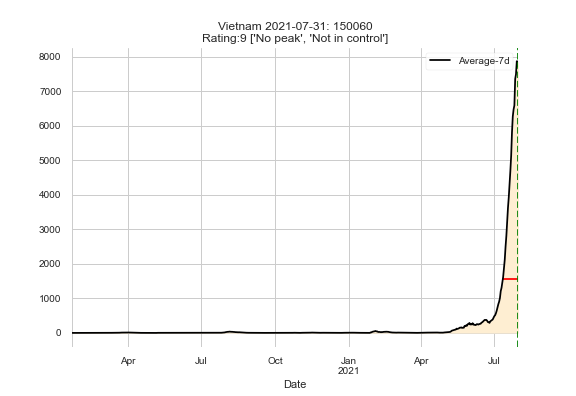 Vietnam 2021-07-31: 150060
Rating:9 ['No peak', 'Not in control']
Average-7d
8000
7000
6000
5000
4000
3000
2000
1000
0
Apr
Jul
Oct
Jan
2021
Apr
Jul
Date